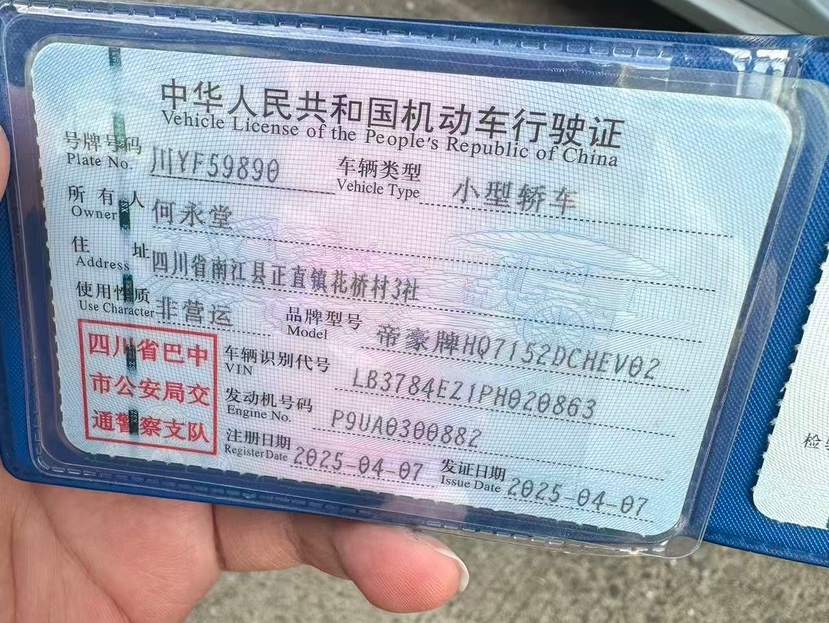 中华人民共和国机动车行驶证
Vehicle License of the People's Republic of China
号牌号码 川YF59890 车辆类型 小型轿车
Plate No. Vehicle Type
所有人 何永堂
Owner
住址 四川省南江县正直镇花桥村3社
Address
使用性质 非营运 品牌型号 帝豪牌HQ7152DCHEV02
Use Character Model
四川省巴中
市公安局交
通警察支队
车辆识别代号 LB3784EZ1PH020863
VIN
发动机号码 P9UA0300882
Engine No.
注册日期 2025-04-07 发证日期 2025-04-07
Register Date Issue Date
检验